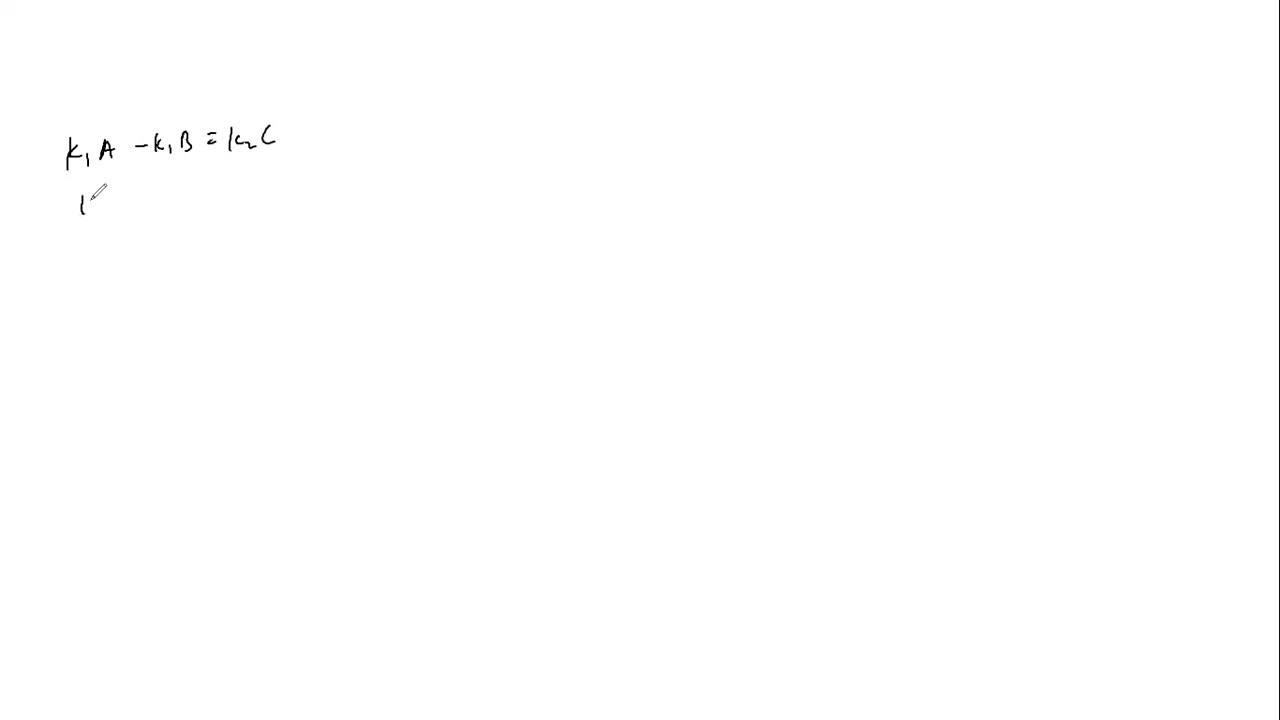 k₁A - k₁B = k₂C